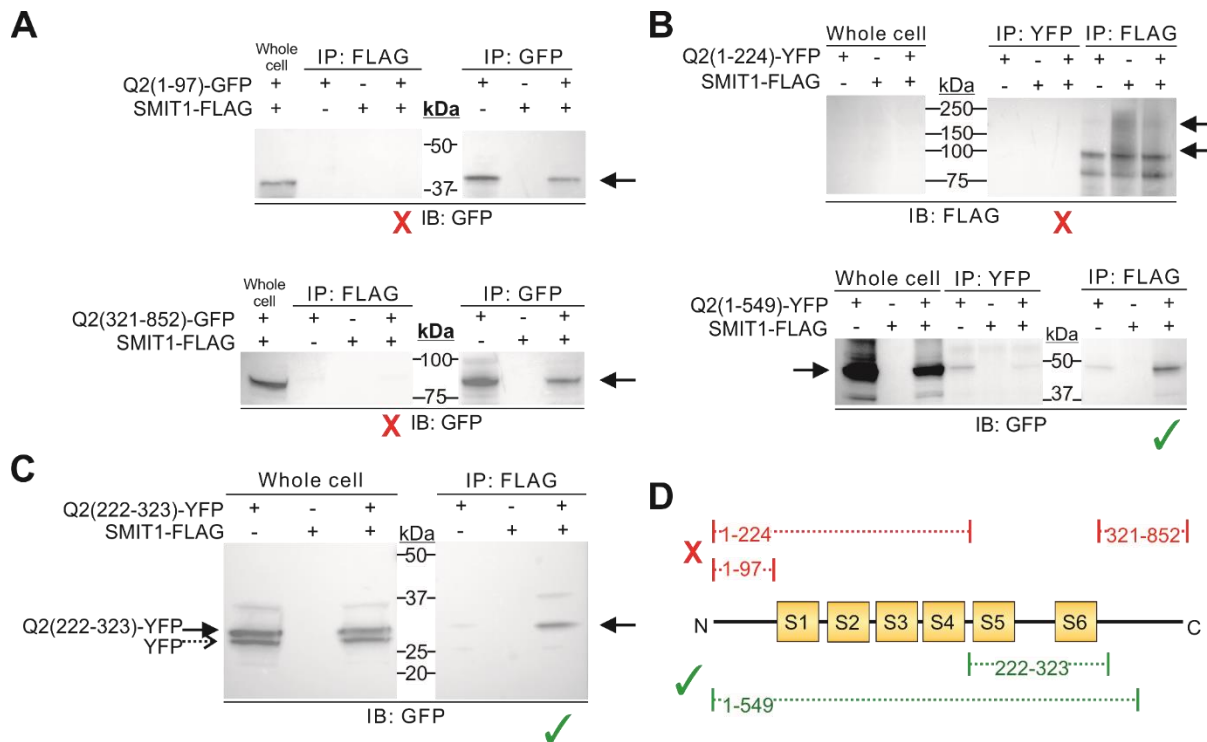 A
Whole cell
IP: FLAG
IP: GFP
Q2(1-97)-GFP + + - + + - +
SMIT1-FLAG + - + + - + +
kDa
50
37
X IB: GFP
Whole cell
IP: FLAG
IP: GFP
Q2(321-852)-GFP + + - + + - +
SMIT1-FLAG + - + + - + +
kDa
100
75
X IB: GFP
B
Whole cell
IP: YFP
IP: FLAG
Q2(1-224)-YFP + - + + - + + - +
SMIT1-FLAG - + + - + + - + +
kDa
250
150
100
75
IB: FLAG X
Whole cell
IP: YFP
IP: FLAG
Q2(1-549)-YFP + - + + - + + - +
SMIT1-FLAG - + + - + + - + +
kDa
50
37
IB: GFP ✓
C
Whole cell
IP: FLAG
Q2(222-323)-YFP + - + + - +
SMIT1-FLAG - + + - + +
kDa
50
37
Q2(222-323)-YFP
YFP
25
20
IB: GFP ✓
D
X
1-224
321-852
1-97
N S1 S2 S3 S4 S5 S6 C
✓
222-323
1-549